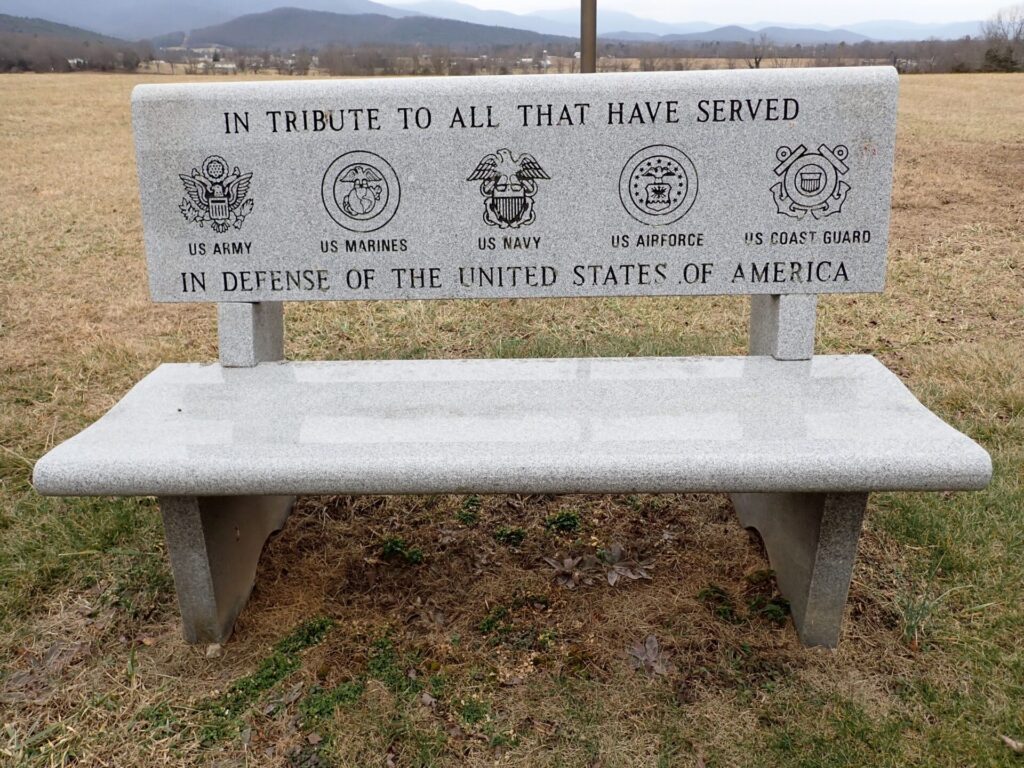 IN TRIBUTE TO ALL THAT HAVE SERVED
US ARMY US MARINES US NAVY US AIRFORCE US COAST GUARD
IN DEFENSE OF THE UNITED STATES OF AMERICA